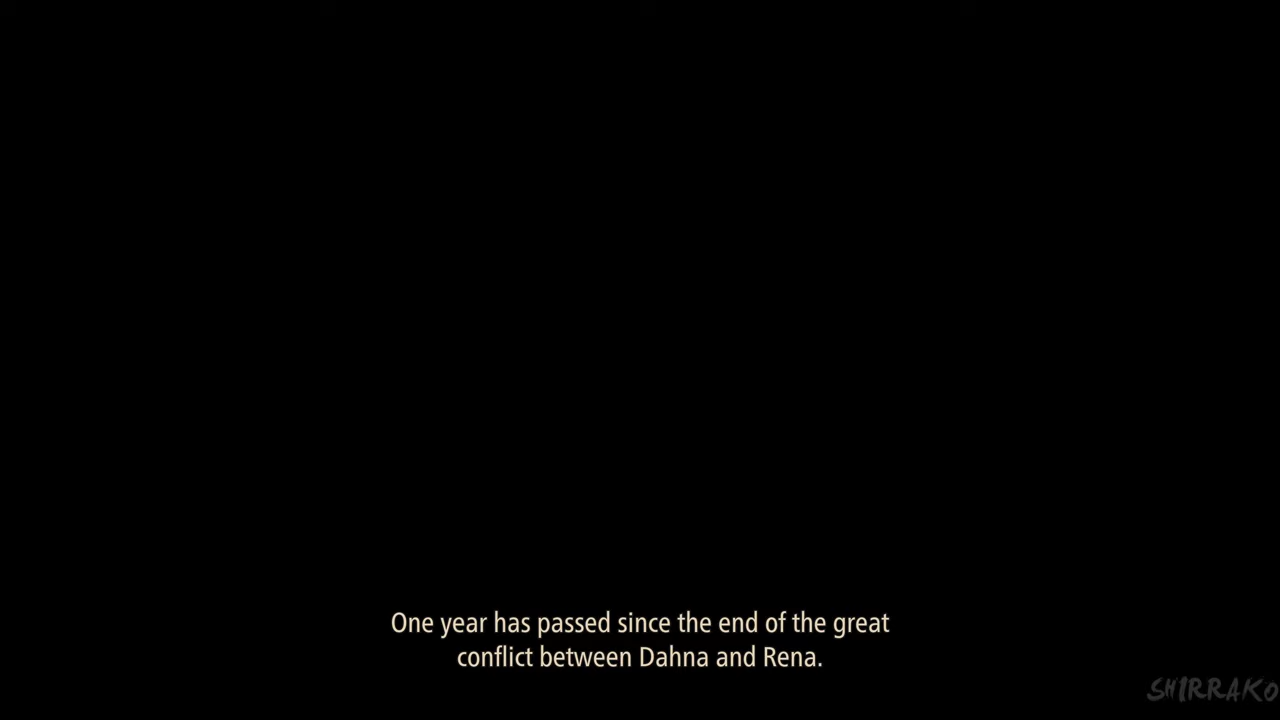 One year has passed since the end of the great
conflict between Dahna and Rena.
SHIRRAKO